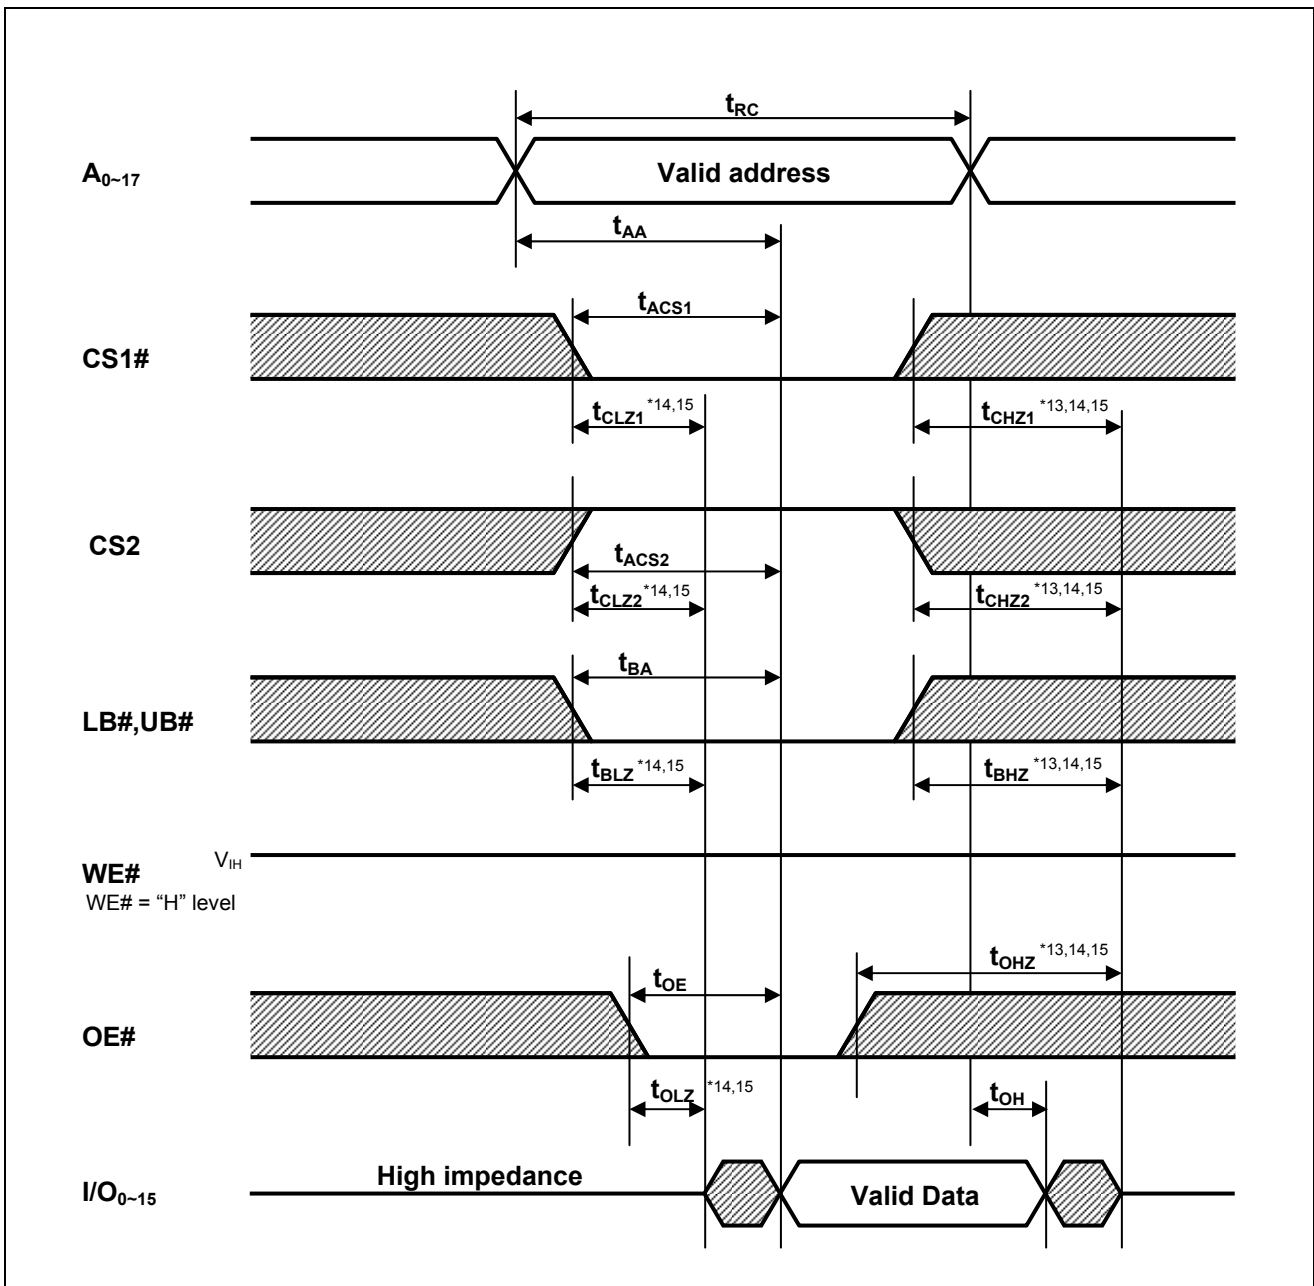 tRC
A0~17
Valid address
tAA
tACS1
CS1#
tCLZ1 *14,15
tCHZ1 *13,14,15
CS2
tACS2
tCLZ2 *14,15
tCHZ2 *13,14,15
tBA
LB#,UB#
tBLZ *14,15
tBHZ *13,14,15
VIH
WE#
WE# = “H” level
tOHZ *13,14,15
tOE
OE#
tOLZ *14,15
tOH
High impedance
I/O0~15
Valid Data